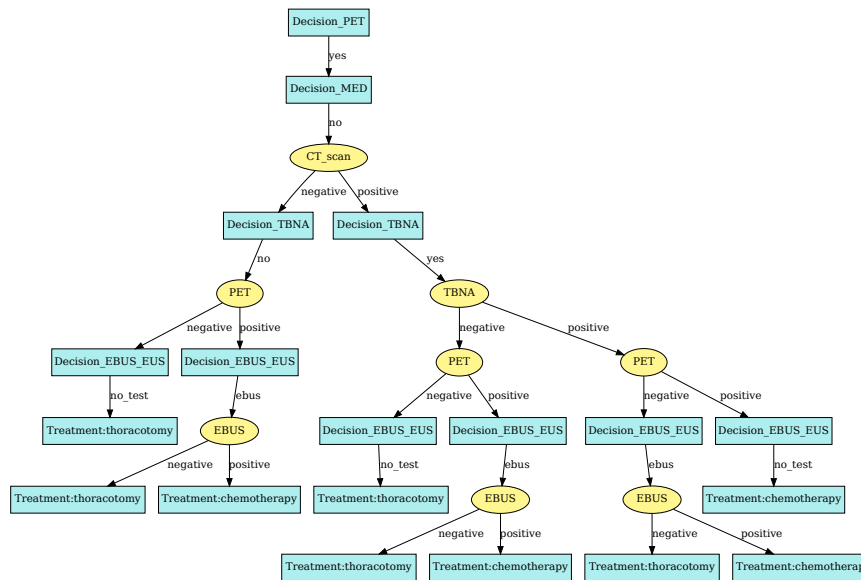 Decision_PET
yes
Decision_MED
no
CT_scan
negative
positive
Decision_TBNA
Decision_TBNA
no
yes
PET
TBNA
negative
positive
negative
positive
Decision_EBUS_EUS
Decision_EBUS_EUS
PET
PET
no_test
ebus
negative
positive
negative
positive
Treatment:thoracotomy
EBUS
Decision_EBUS_EUS
Decision_EBUS_EUS
Decision_EBUS_EUS
Decision_EBUS_EUS
negative
positive
no_test
ebus
ebus
no_test
Treatment:thoracotomy
Treatment:chemotherapy
Treatment:thoracotomy
EBUS
EBUS
Treatment:chemotherapy
negative
positive
negative
positive
Treatment:thoracotomy
Treatment:chemotherapy
Treatment:thoracotomy
Treatment:chemotherapy